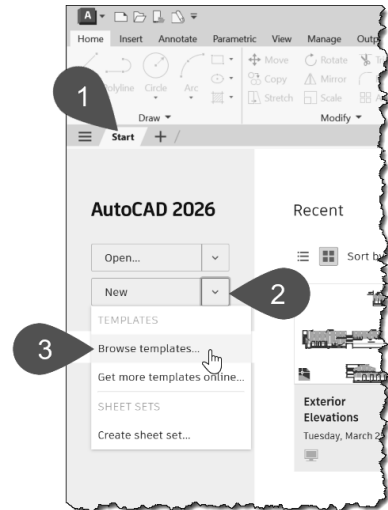 A
Home Insert Annotate Parametric View Manage Outp
Polyline Circle Arc
Move Rotate
Copy Mirror
Stretch Scale
Draw Modify
1
Start
AutoCAD 2026 Recent
Open... Sort by
New
2
TEMPLATES
3
Browse templates...
Get more templates online...
SHEET SETS
Create sheet set...
Exterior
Elevations
Tuesday, March 2